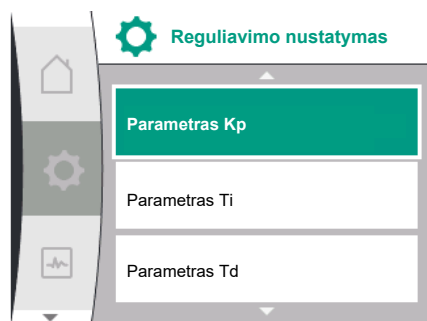 Reguliavimo nustatymas
Parametras Kp
Parametras Ti
Parametras Td